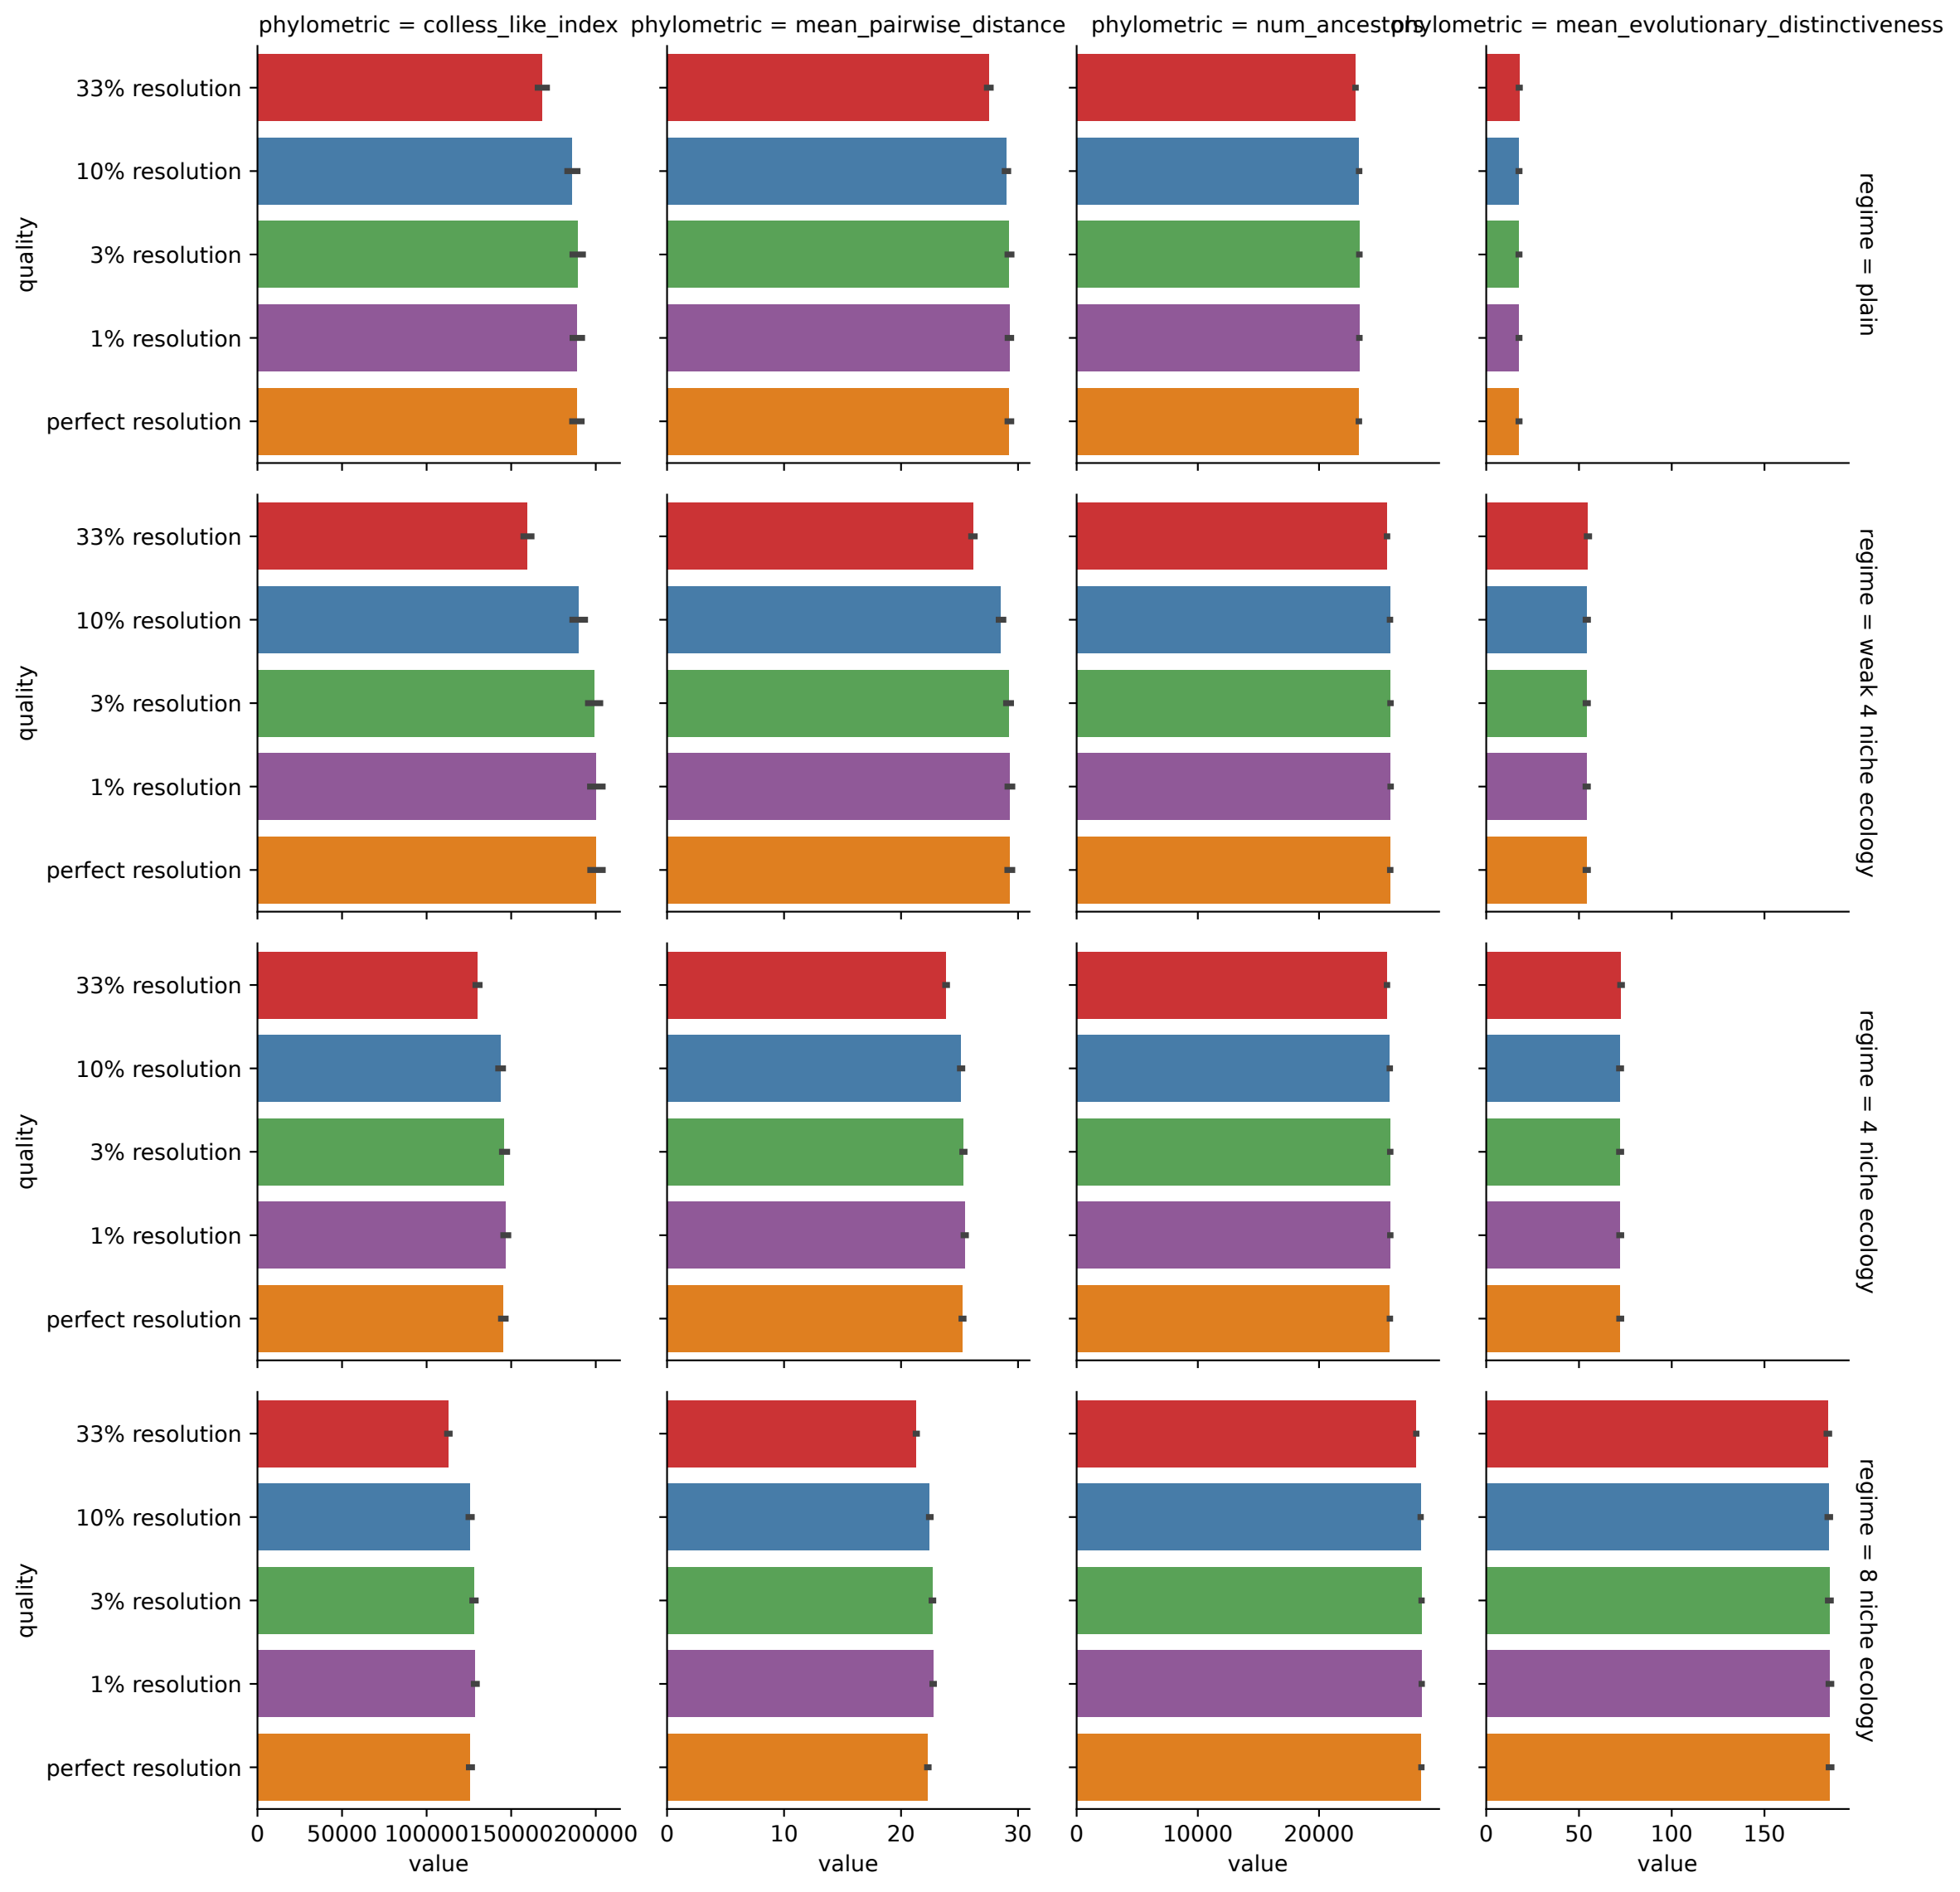 phylometric = colless_like_index
phylometric = mean_pairwise_distance
phylometric = num_ancestors
phylometric = mean_evolutionary_distinctiveness
quality
33% resolution
10% resolution
3% resolution
1% resolution
perfect resolution
regime = plain
quality
33% resolution
10% resolution
3% resolution
1% resolution
perfect resolution
regime = weak 4 niche ecology
quality
33% resolution
10% resolution
3% resolution
1% resolution
perfect resolution
regime = 4 niche ecology
quality
33% resolution
10% resolution
3% resolution
1% resolution
perfect resolution
regime = 8 niche ecology
0 50000 100000 150000 200000
value
0 10 20 30
value
0 10000 20000
value
0 50 100 150
value